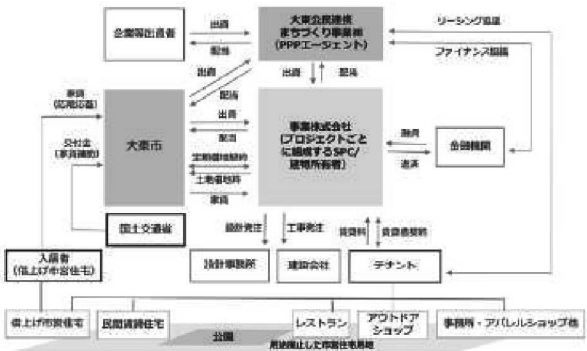 企業等出資者
出資
配当
大東公民連携
まちづくり事業㈱
(PPPエージェント)
リーシング協議
ファイナンス協議
出資
配当
出資
配当
家賃
(応能応益)
交付金
(家賃補助)
大東市
出資
配当
定期借地契約
土地借地料
家賃
事業株式会社
(プロジェクトごと
に組成するSPC/
建物所有者)
融資
返済
金融機関
国土交通省
設計発注
工事発注
賃貸料
賃貸借契約
入居者
(借上げ市営住宅)
設計事務所
建設会社
テナント
借上げ市営住宅
民間賃貸住宅
レストラン
アウトドア
ショップ
事務所・アパレルショップ他
公園
用途廃止した市営住宅用地